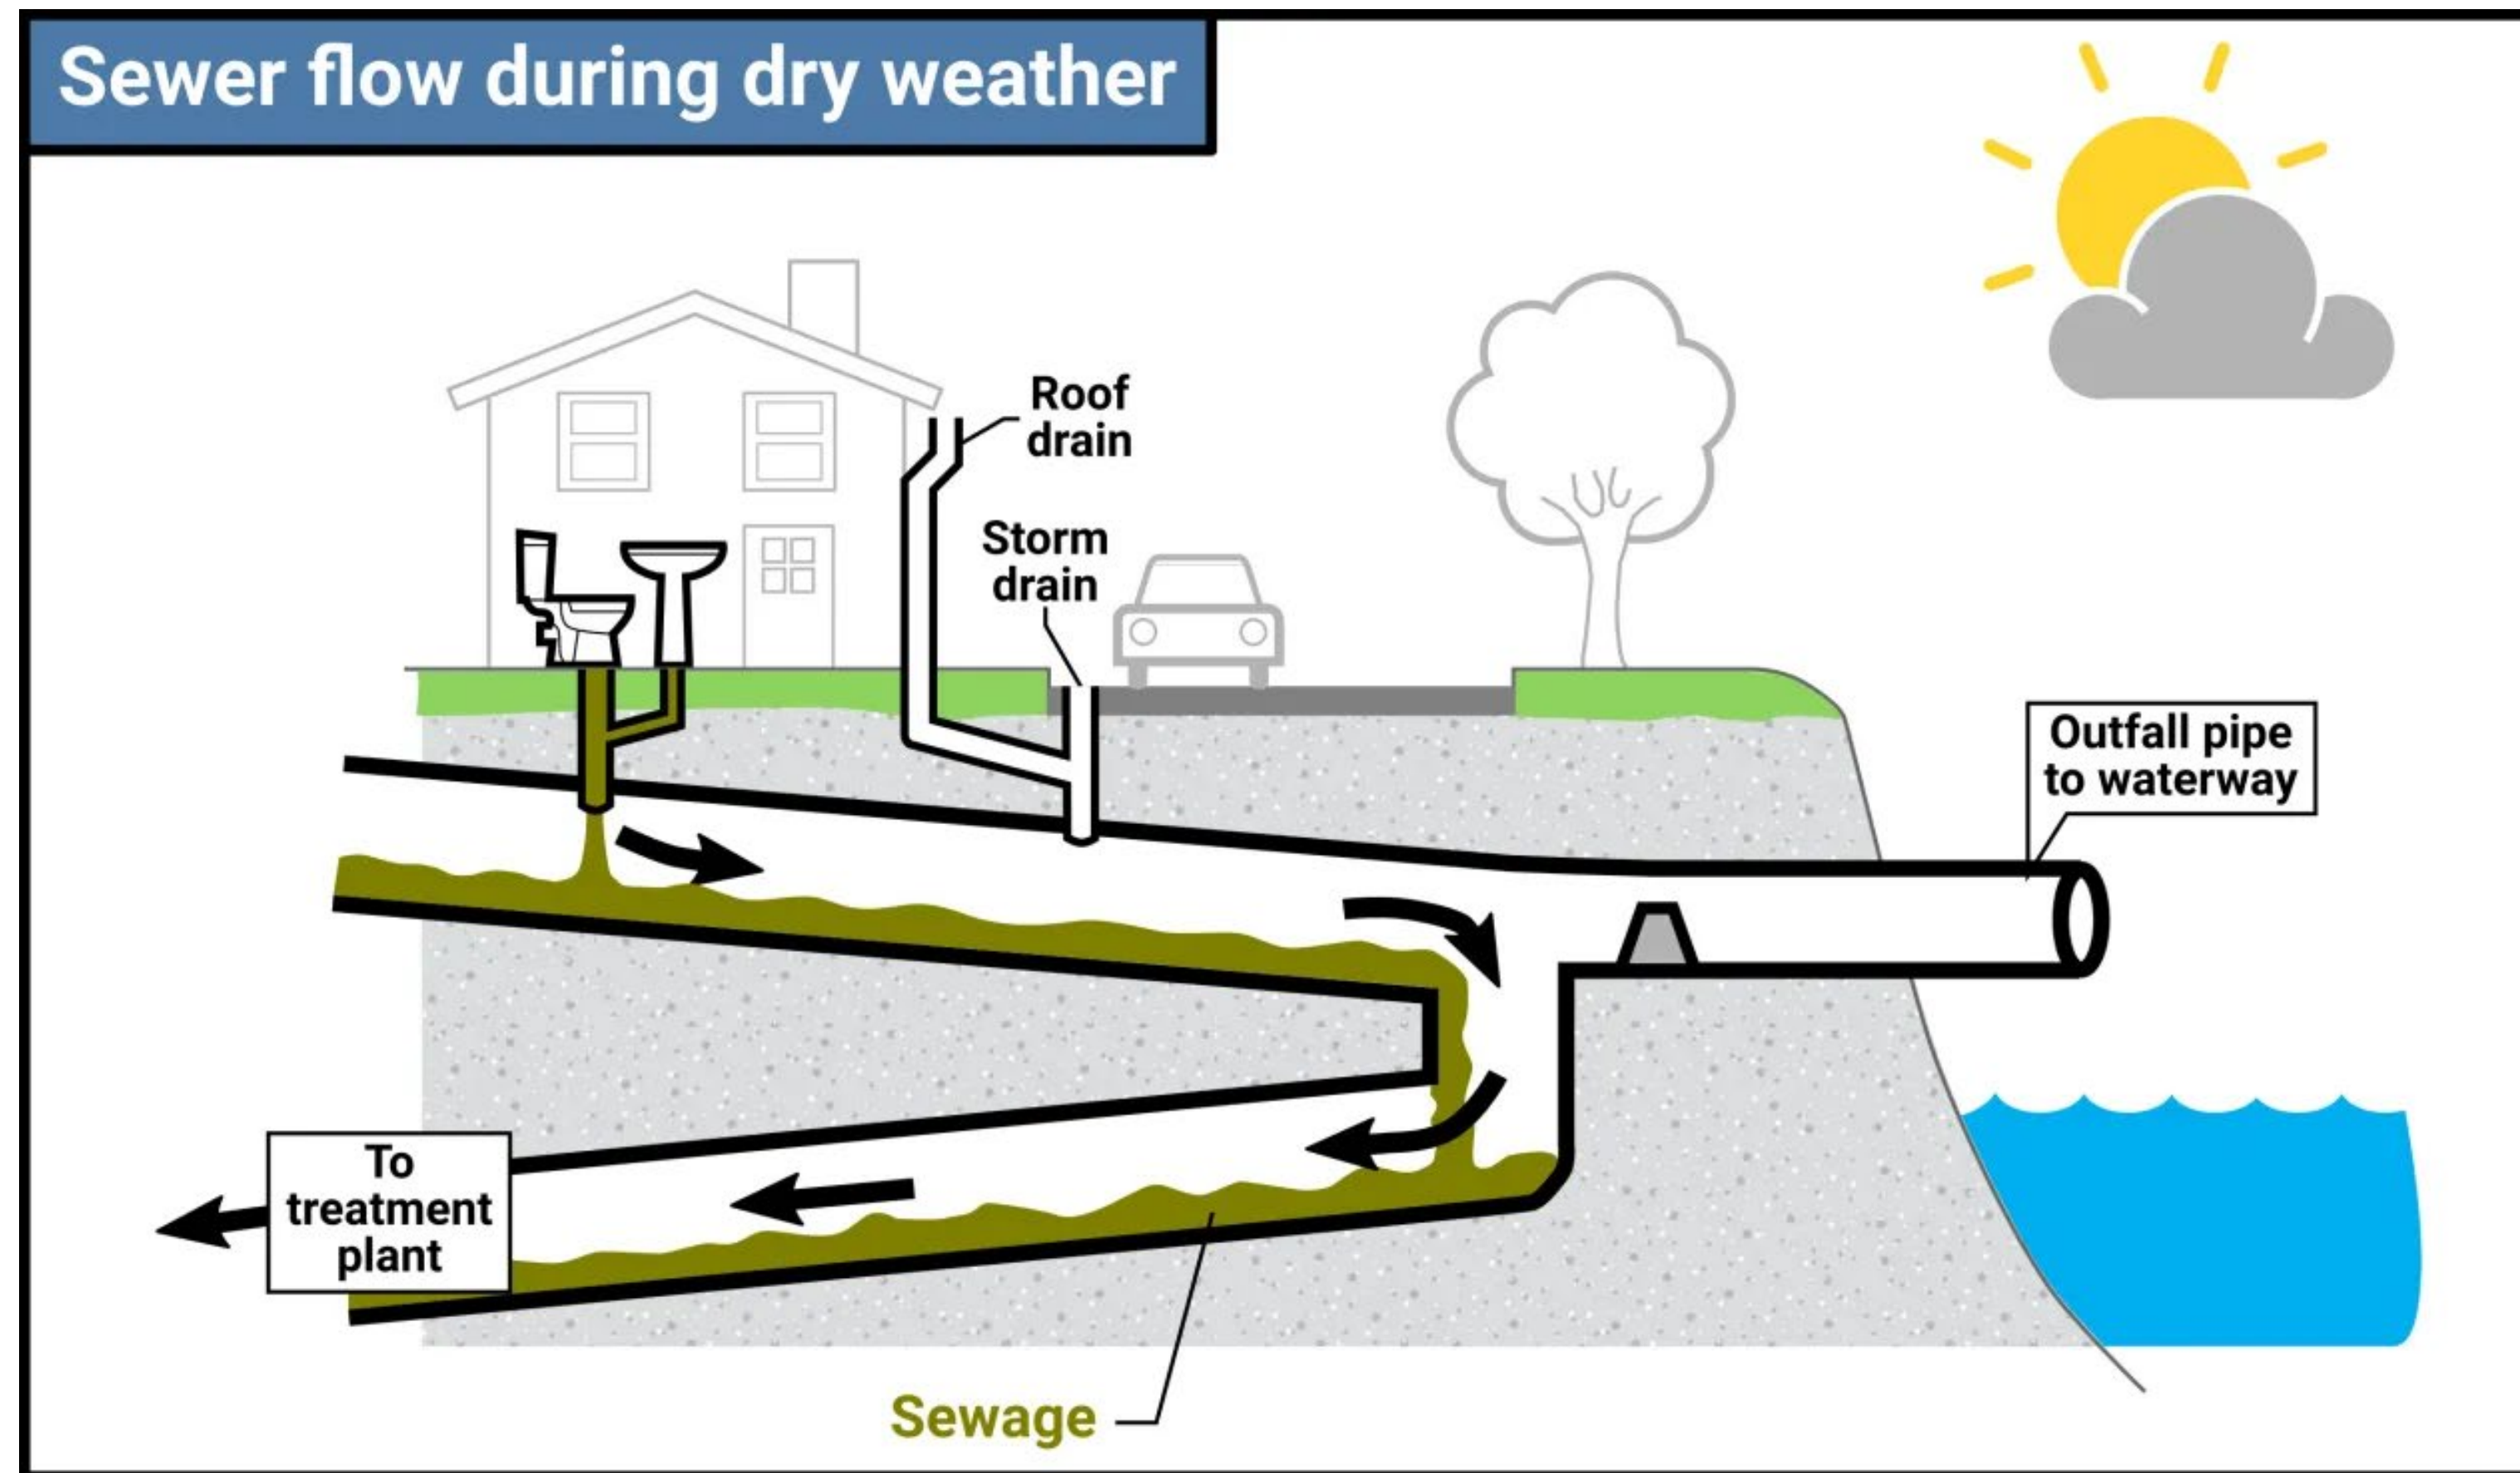 Sewer flow during dry weather
Roof
drain
Storm
drain
Outfall pipe
to waterway
To
treatment
plant
Sewage